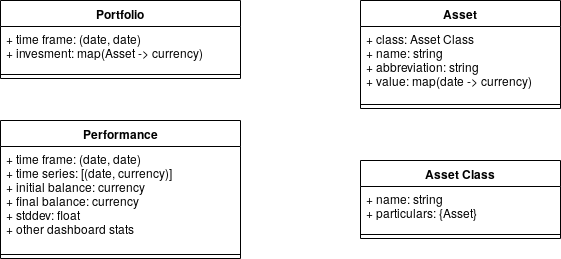 Portfolio
+ time frame: (date, date)
+ invesment: map(Asset -> currency)
Asset
+ class: Asset Class
+ name: string
+ abbreviation: string
+ value: map(date -> currency)
Performance
+ time frame: (date, date)
+ time series: [(date, currency)]
+ initial balance: currency
+ final balance: currency
+ stddev: float
+ other dashboard stats
Asset Class
+ name: string
+ particulars: {Asset}